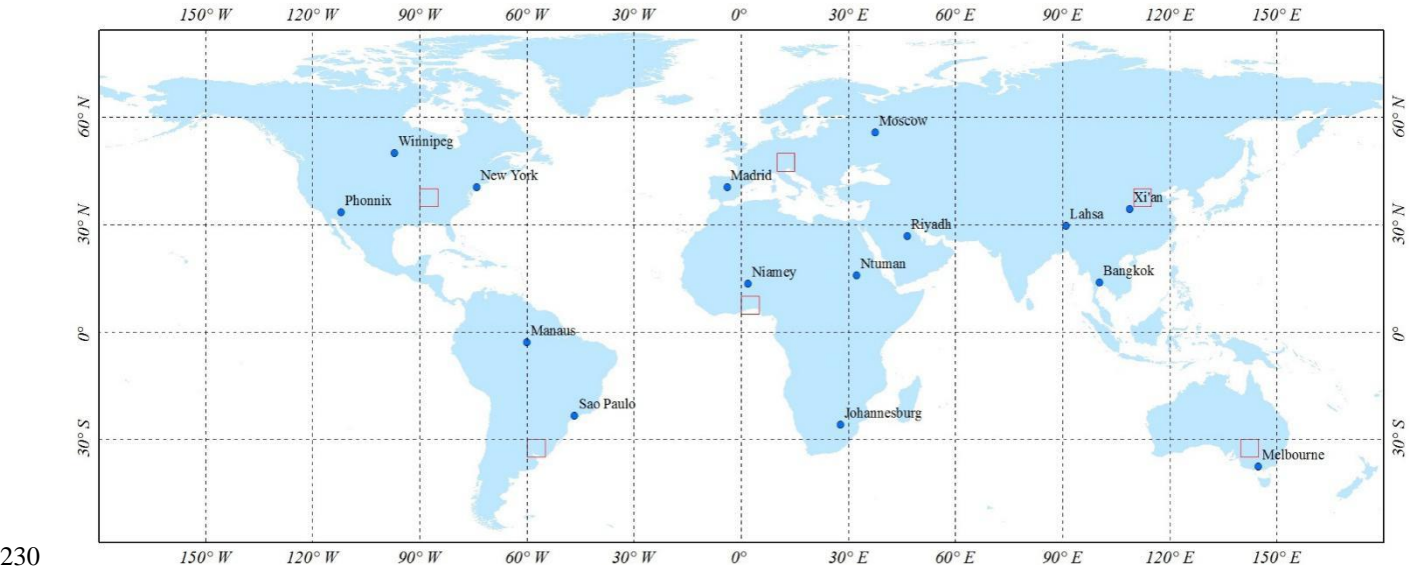 150° W 120° W 90° W 60° W 30° W 0° 30° E 60° E 90° E 120° E 150° E
60° N 60° N
Moscow
Winnipeg
New York
Madrid
Xi'an
Phonnix
Lahsa
30° N 30° N
Riyadh
Ntuman
Niamey
Bangkok
Manaus
0° 0°
Sao Paulo
Johannesburg
30° S 30° S
Melbourne
150° W 120° W 90° W 60° W 30° W 0° 30° E 60° E 90° E 120° E 150° E
230